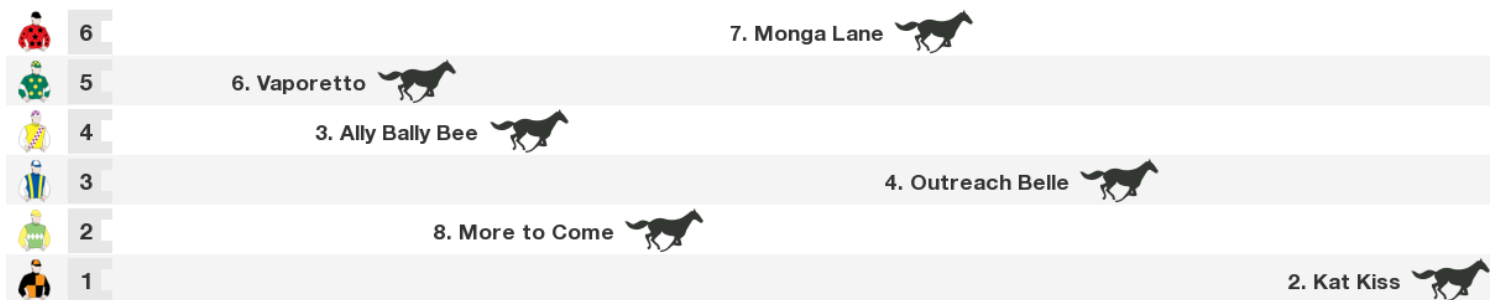 6 7. Monga Lane
5 6. Vaporetto
4 3. Ally Bally Bee
3 4. Outreach Belle
2 8. More to Come
1 2. Kat Kiss